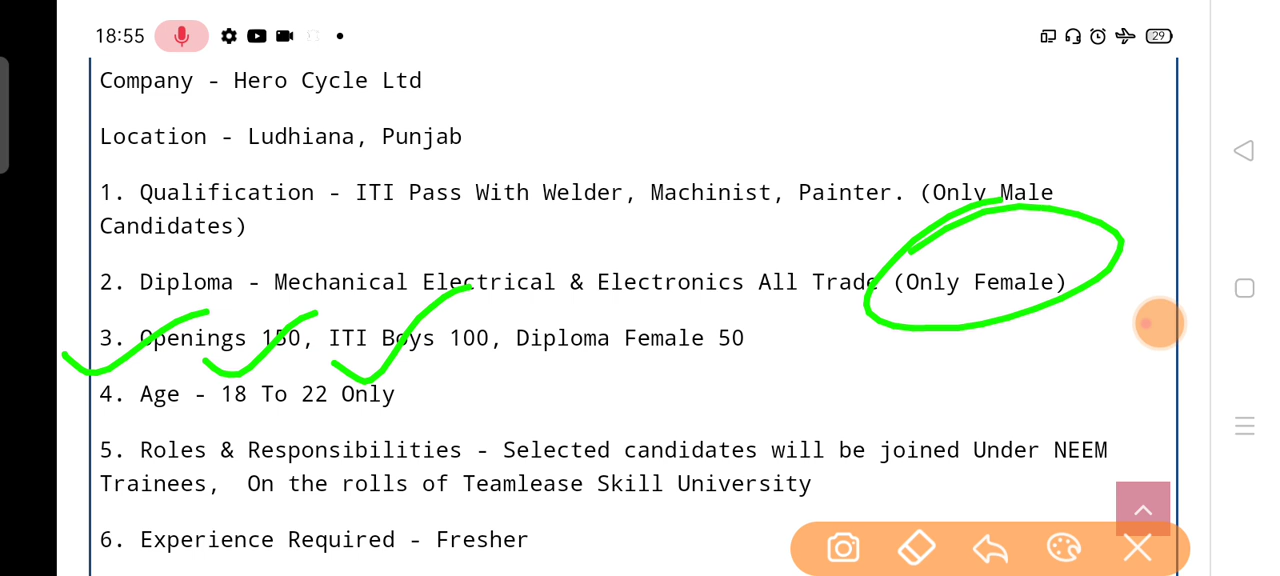 18:55
29
Company - Hero Cycle Ltd
Location - Ludhiana, Punjab
1. Qualification - ITI Pass With Welder, Machinist, Painter. (Only Male
Candidates)
2. Diploma - Mechanical Electrical & Electronics All Trade (Only Female)
3. Openings 150, ITI Boys 100, Diploma Female 50
4. Age - 18 To 22 Only
5. Roles & Responsibilities - Selected candidates will be joined Under NEEM
Trainees, On the rolls of Teamlease Skill University
6. Experience Required - Fresher